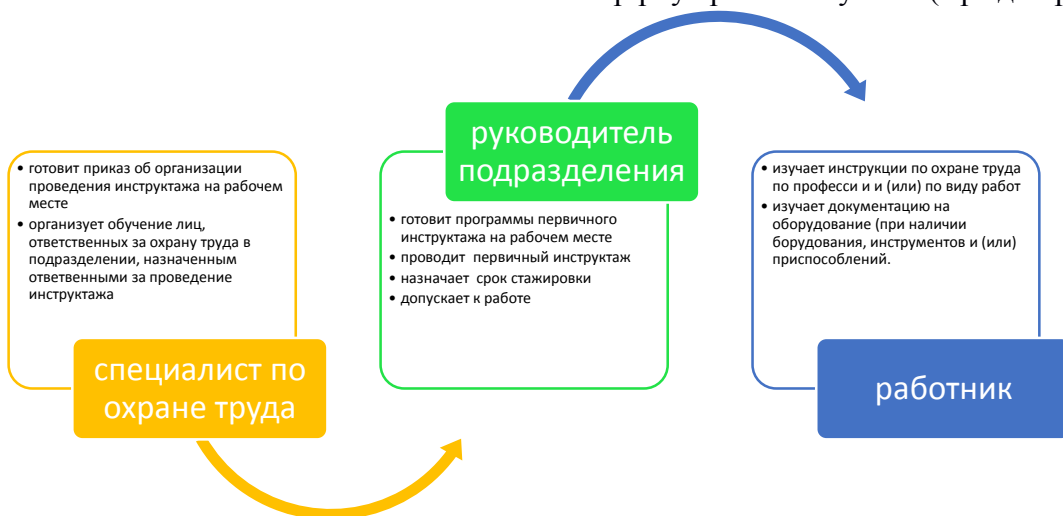 • готовит приказ об организации
проведения инструктажа на рабочем
месте
• организует обучение лиц,
ответственных за охрану труда в
подразделении, назначенным
ответвенными за проведение
инструктажа
специалист по
охране труда
руководитель
подразделения
• готовит программы первичного
инструктажа на рабочем месте
• проводит первичный инструктаж
• назначает срок стажировки
• допускает к работе
• изучает инструкции по охране труда
по професси и и (или) по виду работ
• изучает документацию на
оборудование (при наличии
борудования, инструментов и (или)
приспособлений.
работник